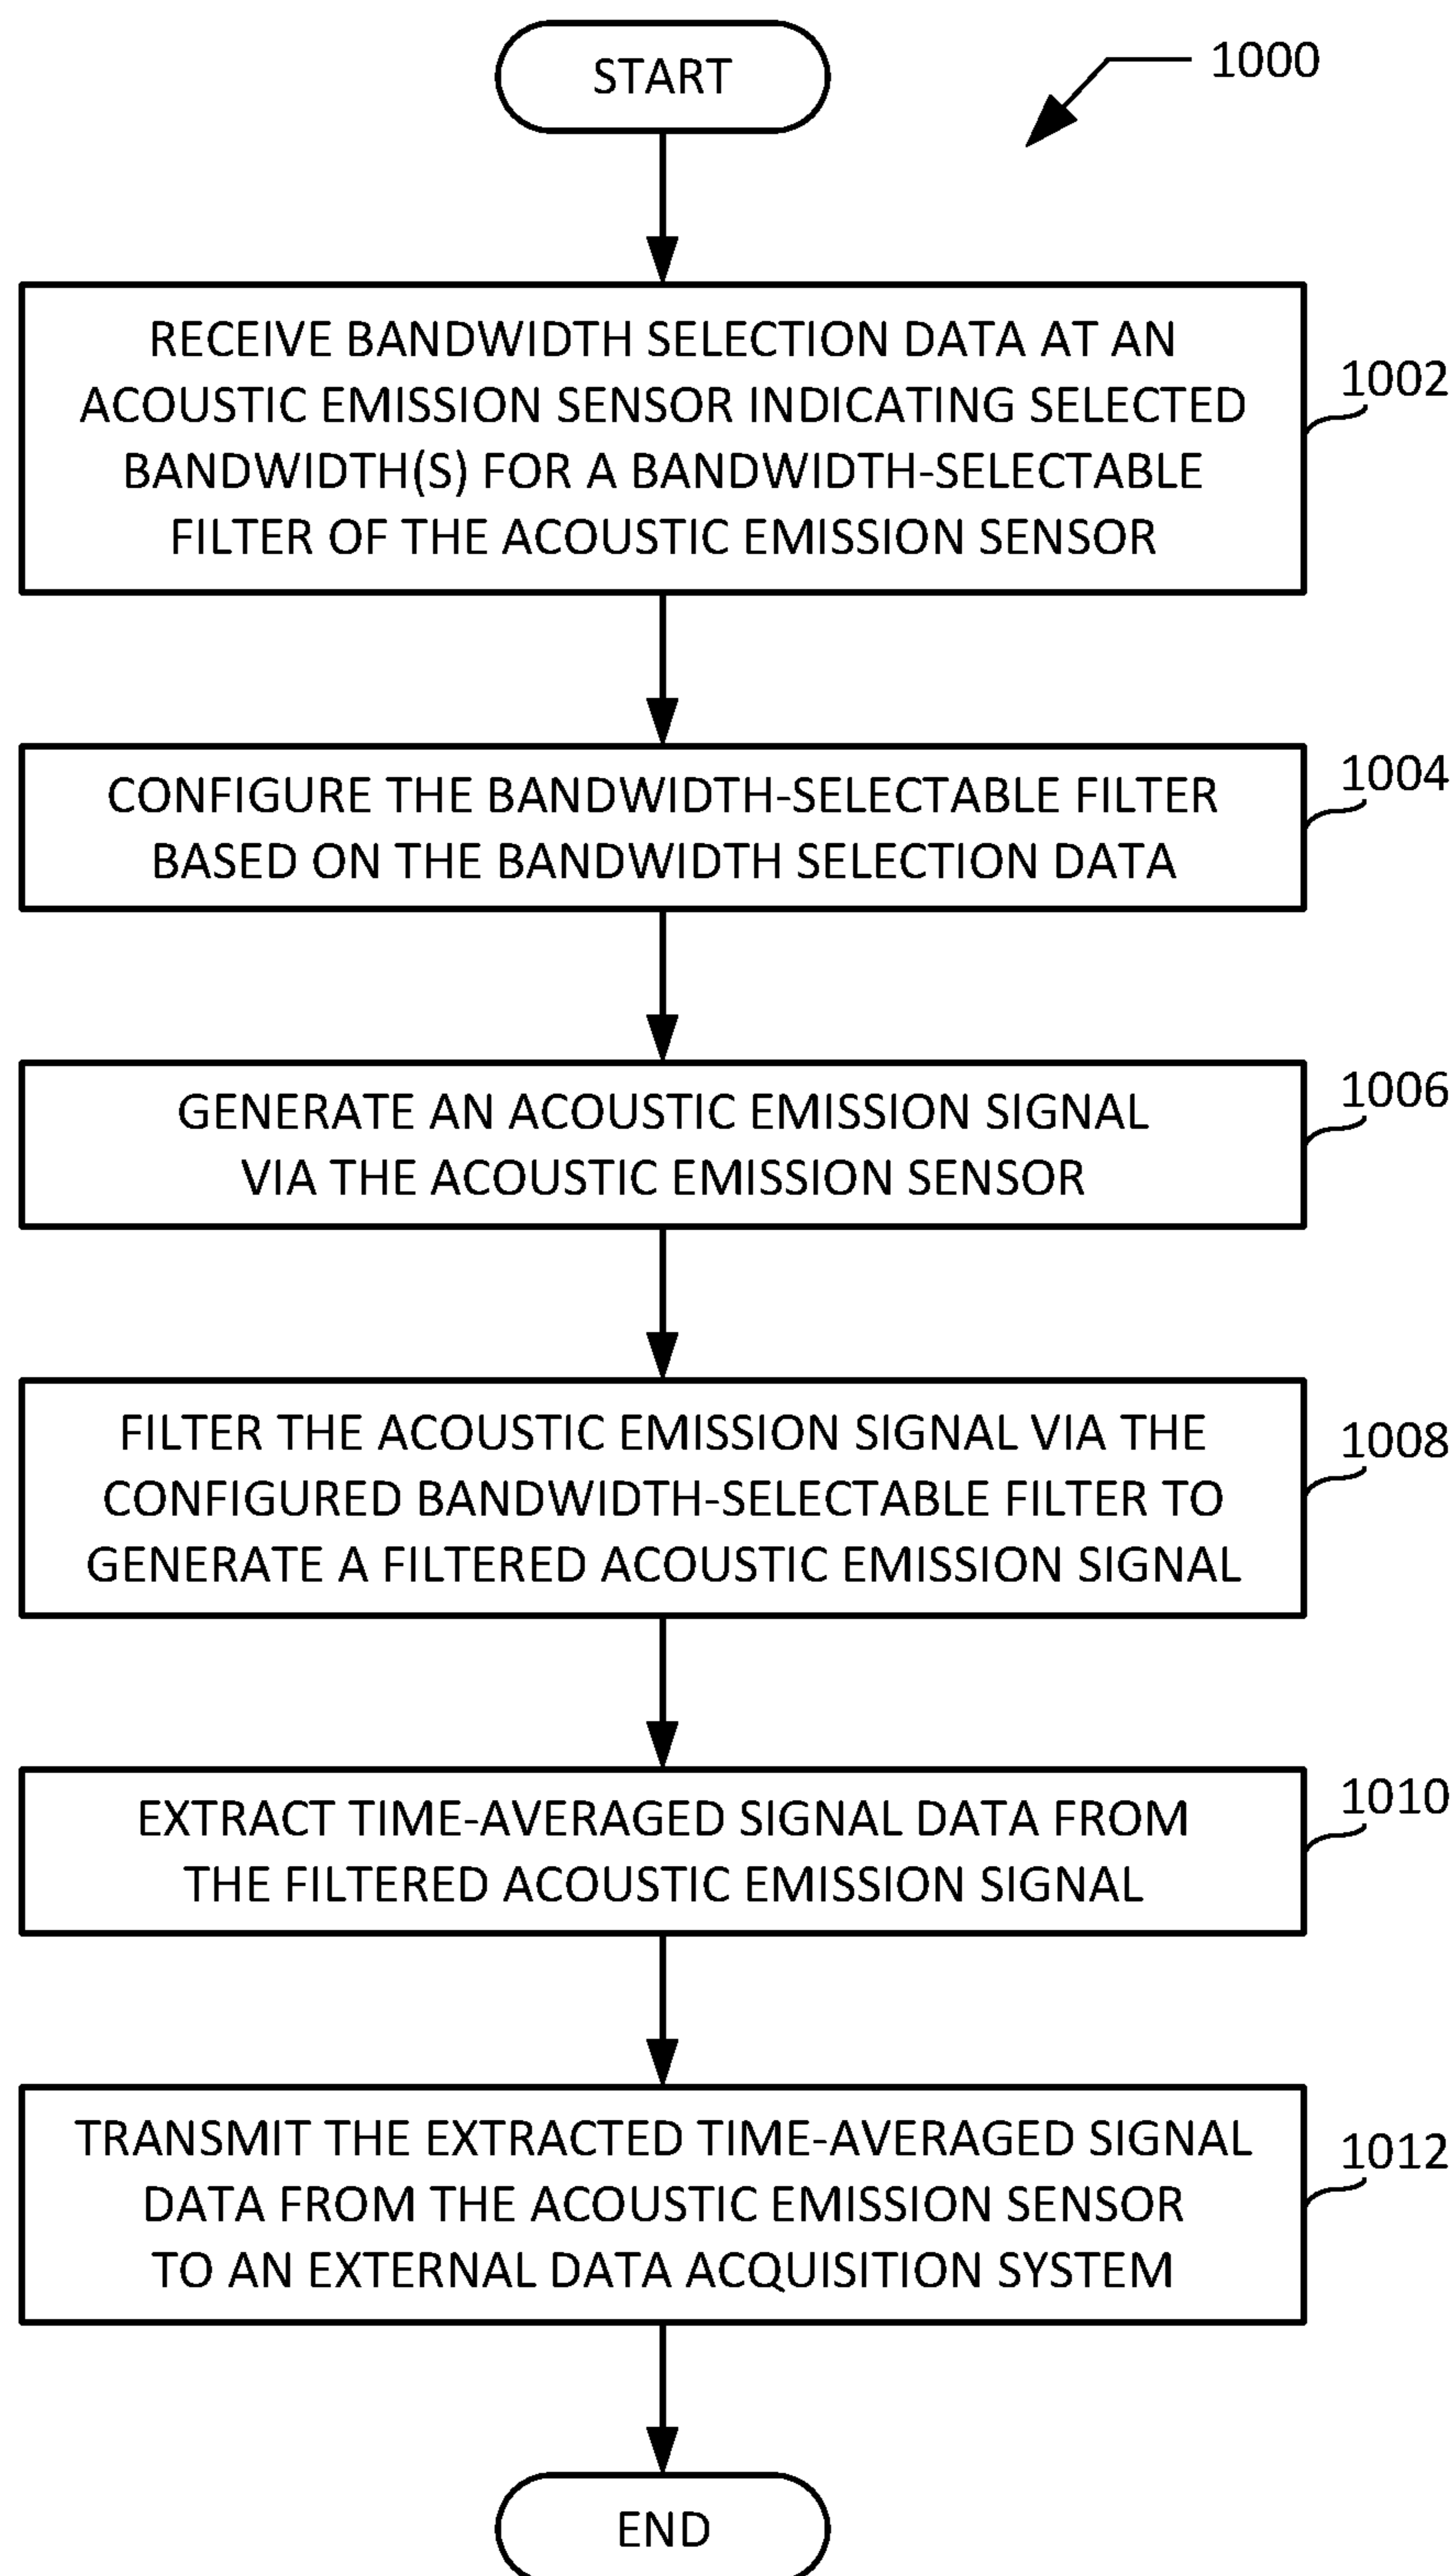 START
1000
RECEIVE BANDWIDTH SELECTION DATA AT AN
ACOUSTIC EMISSION SENSOR INDICATING SELECTED
BANDWIDTH(S) FOR A BANDWIDTH-SELECTABLE
FILTER OF THE ACOUSTIC EMISSION SENSOR
1002
CONFIGURE THE BANDWIDTH-SELECTABLE FILTER
BASED ON THE BANDWIDTH SELECTION DATA
1004
GENERATE AN ACOUSTIC EMISSION SIGNAL
VIA THE ACOUSTIC EMISSION SENSOR
1006
FILTER THE ACOUSTIC EMISSION SIGNAL VIA THE
CONFIGURED BANDWIDTH-SELECTABLE FILTER TO
GENERATE A FILTERED ACOUSTIC EMISSION SIGNAL
1008
EXTRACT TIME-AVERAGED SIGNAL DATA FROM
THE FILTERED ACOUSTIC EMISSION SIGNAL
1010
TRANSMIT THE EXTRACTED TIME-AVERAGED SIGNAL
DATA FROM THE ACOUSTIC EMISSION SENSOR
TO AN EXTERNAL DATA ACQUISITION SYSTEM
1012
END